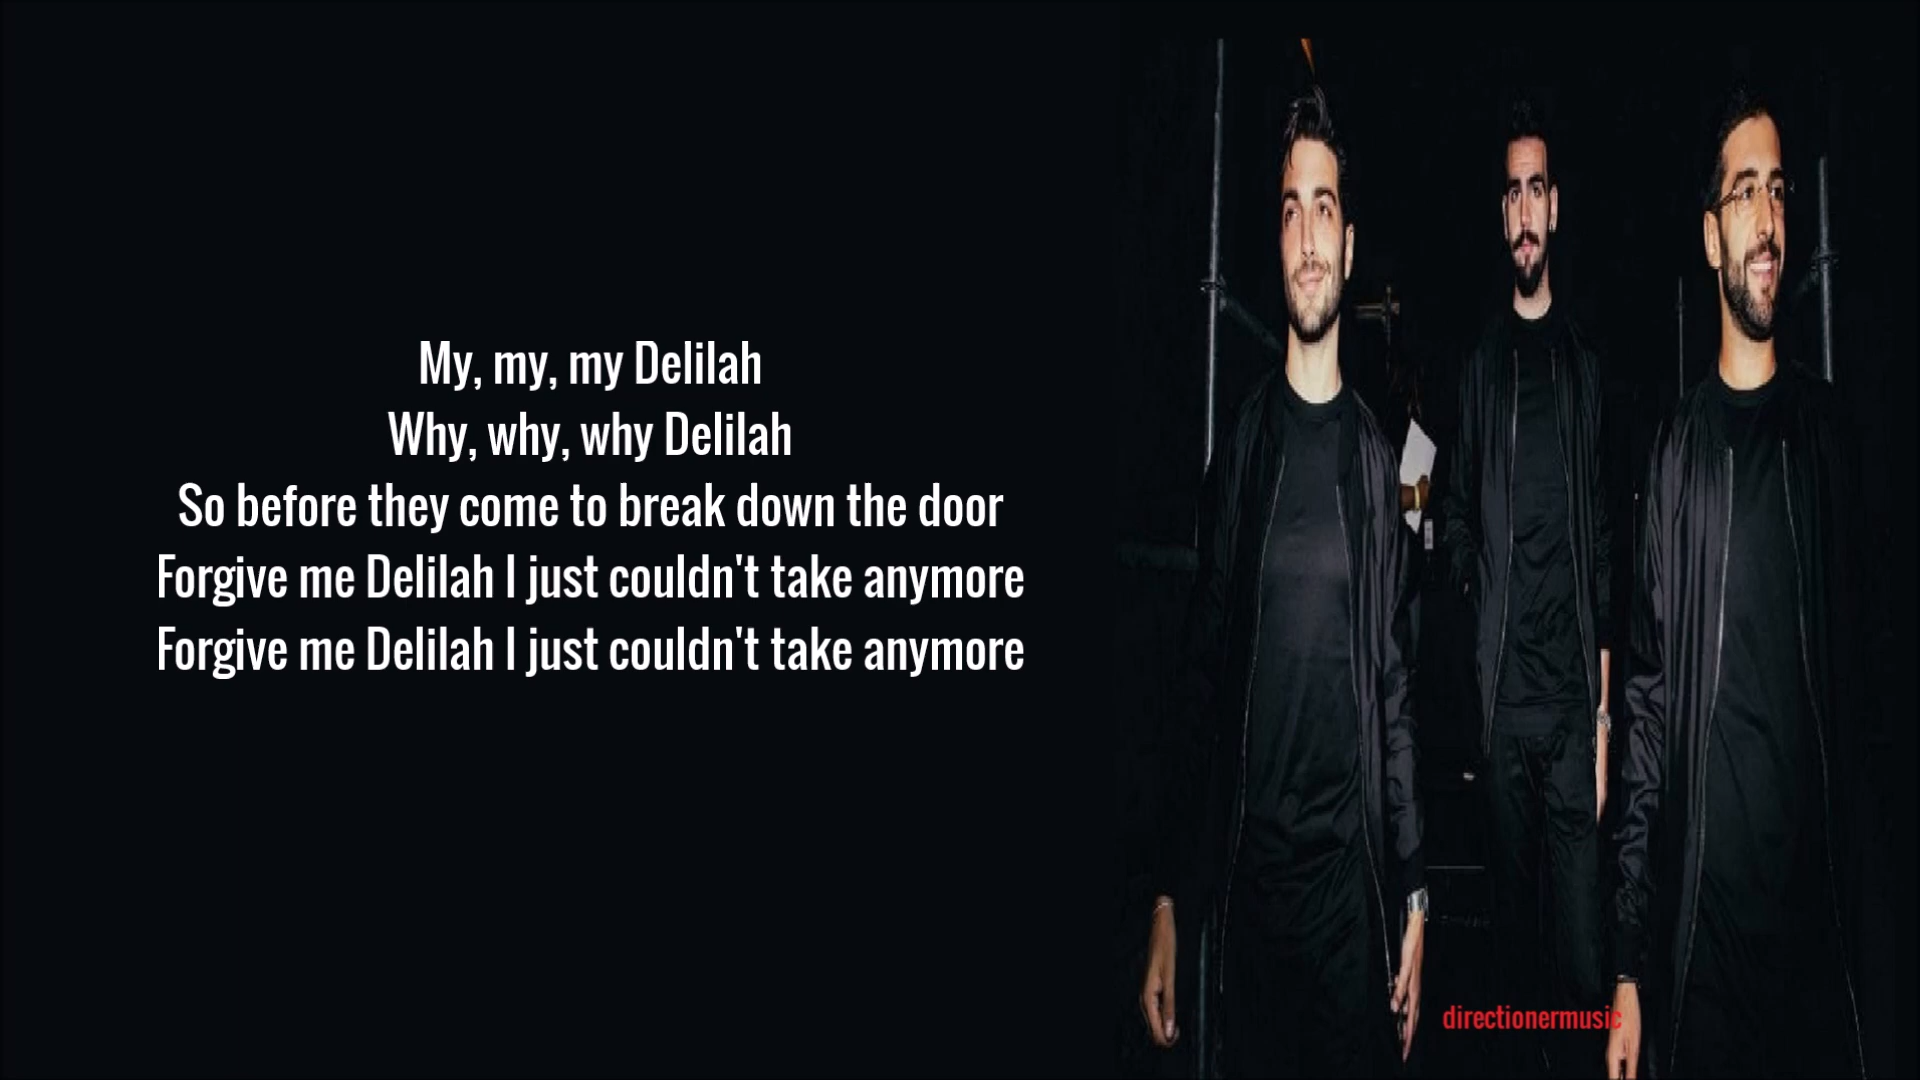 My, my, my Delilah
Why, why, why Delilah
So before they come to break down the door
Forgive me Delilah I just couldn't take anymore
Forgive me Delilah I just couldn't take anymore
directionermusic